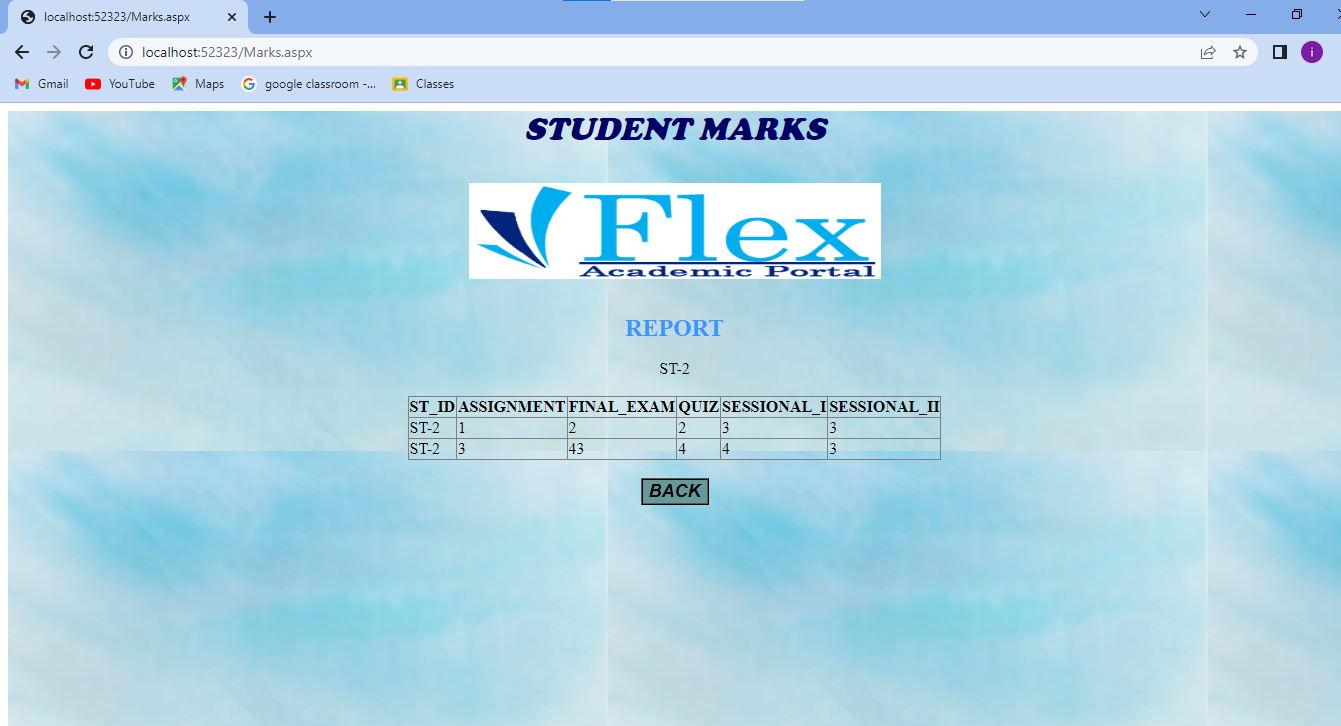 localhost:52323/Marks.aspx
localhost:52323/Marks.aspx
i
Gmail YouTube Maps google classroom -... Classes
STUDENT MARKS
Flex
Academic Portal
REPORT
ST-2
ST_ID ASSIGNMENT FINAL_EXAM QUIZ SESSIONAL_I SESSIONAL_II
ST-2 1 2 2 3 3
ST-2 3 43 4 4 3
BACK